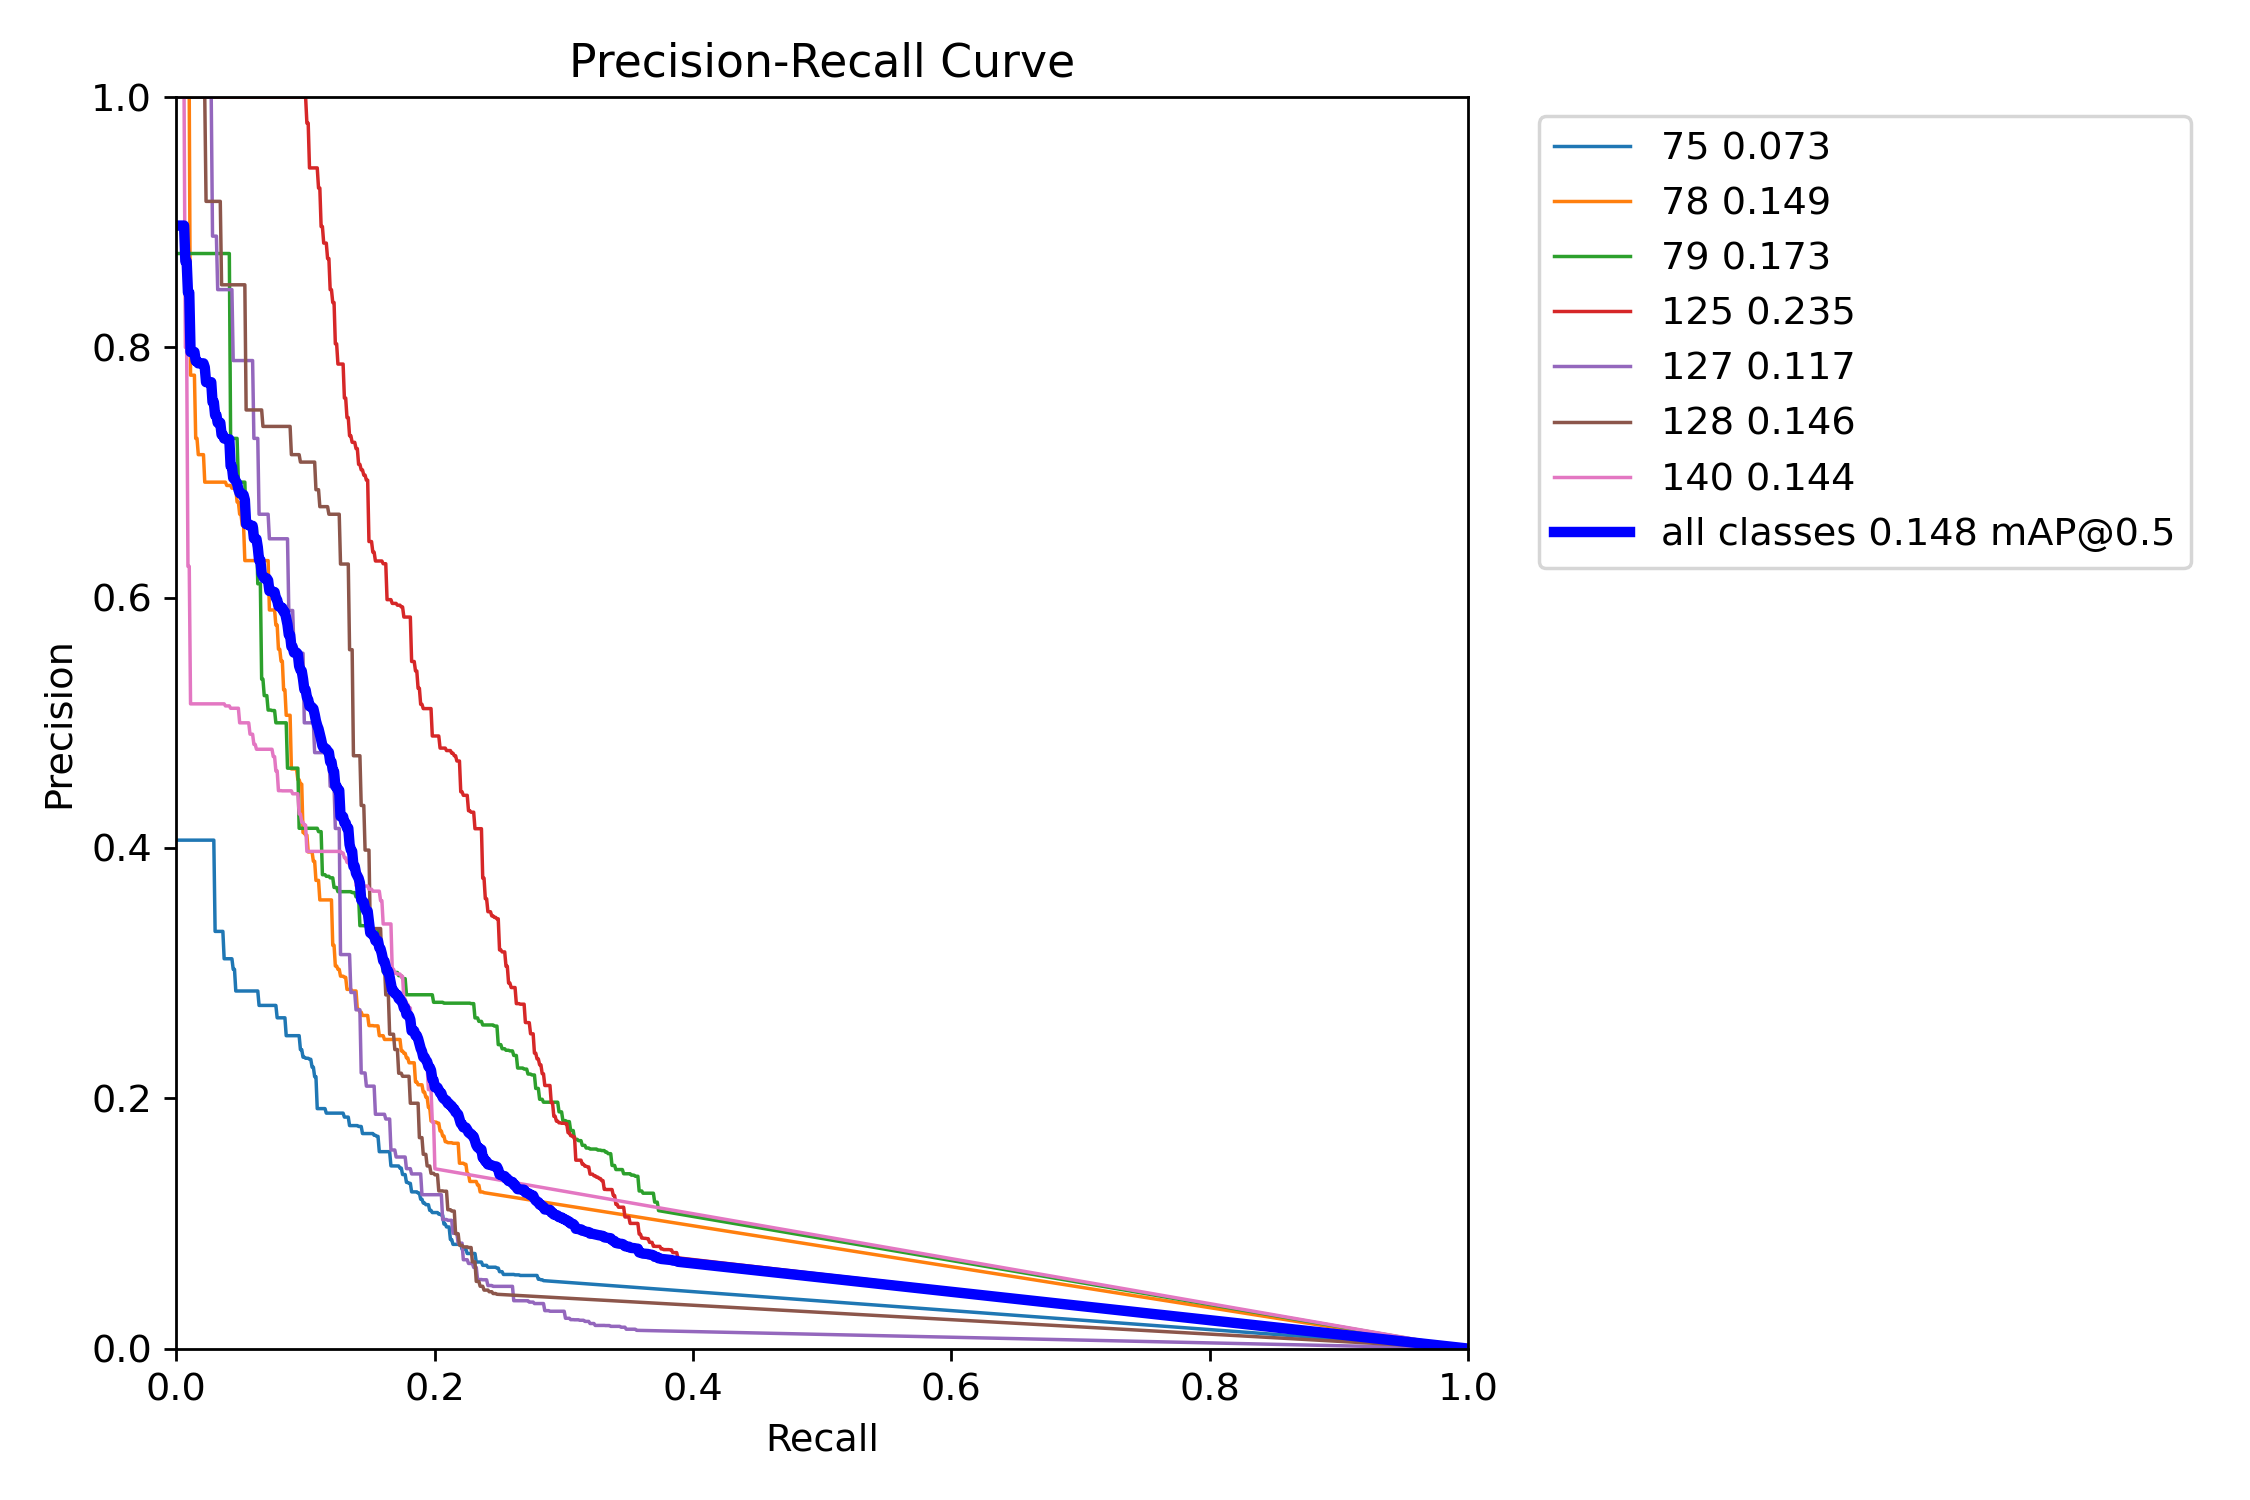 Precision-Recall Curve
1.0
0.8
0.6
0.4
0.2
0.0
Precision
0.0 0.2 0.4 0.6 0.8 1.0
Recall
75 0.073
78 0.149
79 0.173
125 0.235
127 0.117
128 0.146
140 0.144
all classes 0.148 mAP@0.5